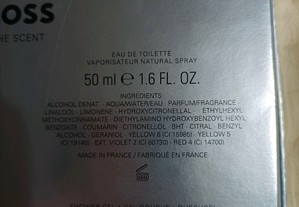 OSS
HE SCENT
EAU DE TOILETTE
VAPORISATEUR NATURAL SPRAY
50 ml ℮ 1.6 FL. OZ.
INGREDIENTS:
ALCOHOL DENAT. - AQUA/WATER/EAU - PARFUM/FRAGRANCE
LINALOOL - LIMONENE - HYDROXYCITRONELLAL - ETHYLHEXYL
METHOXYCINNAMATE - DIETHYLAMINO HYDROXYBENZOYL HEXYL
BENZOATE - COUMARIN - CITRONELLOL - BHT - CITRAL - BENZYL
ALCOHOL - GERANIOL - YELLOW 6 (CI 15985) - YELLOW 5
(CI 19140) - EXT. VIOLET 2 (CI 60730) - RED 4 (CI 14700)
MADE IN FRANCE / FABRIQUÉ EN FRANCE